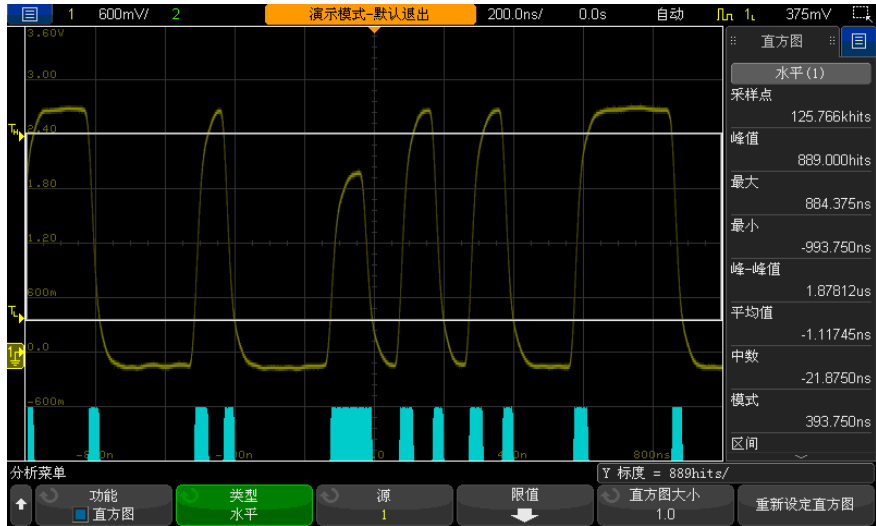 1 600mV/ 2 演示模式-默认退出 200.0ns/ 0.0s 自动 1L 375mV
3.60V
3.00
2.40
1.80
1.20
600m
0.0
-600m
TH
TL
1
0
800ns
直方图
水平(1)
采样点
125.766khits
峰值
889.000hits
最大
884.375ns
最小
-993.750ns
峰-峰值
1.87812us
平均值
-1.11745ns
中数
-21.8750ns
模式
393.750ns
区间
分析菜单
Y 标度 = 889hits/
功能
直方图
类型
水平
源
1
限值
直方图大小
1.0
重新设定直方图